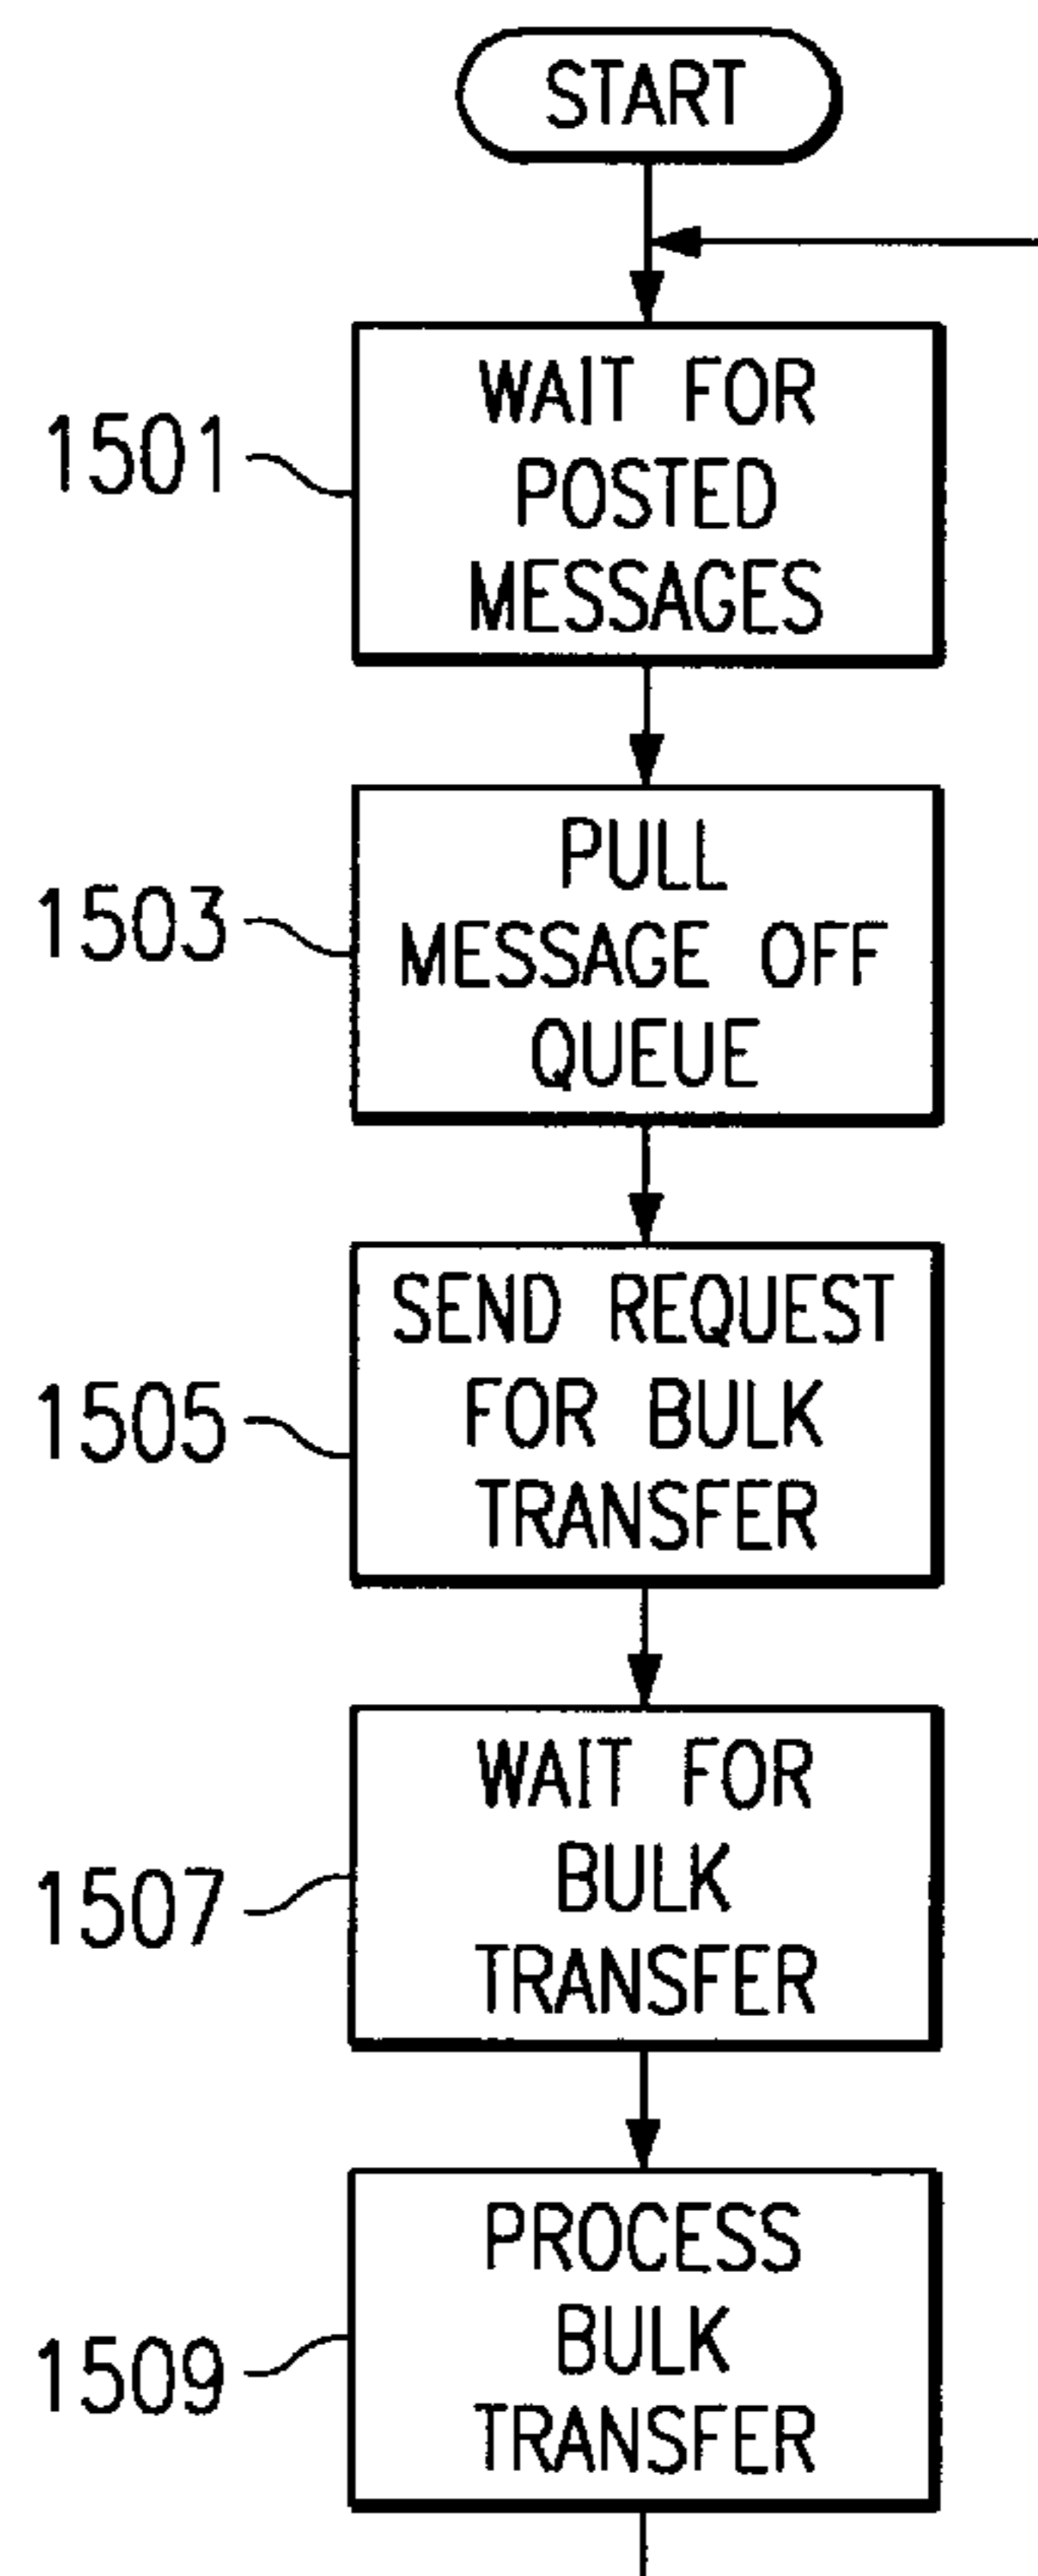 START
WAIT FOR
POSTED
MESSAGES
1501
PULL
MESSAGE OFF
QUEUE
1503
SEND REQUEST
FOR BULK
TRANSFER
1505
WAIT FOR
BULK
TRANSFER
1507
PROCESS
BULK
TRANSFER
1509